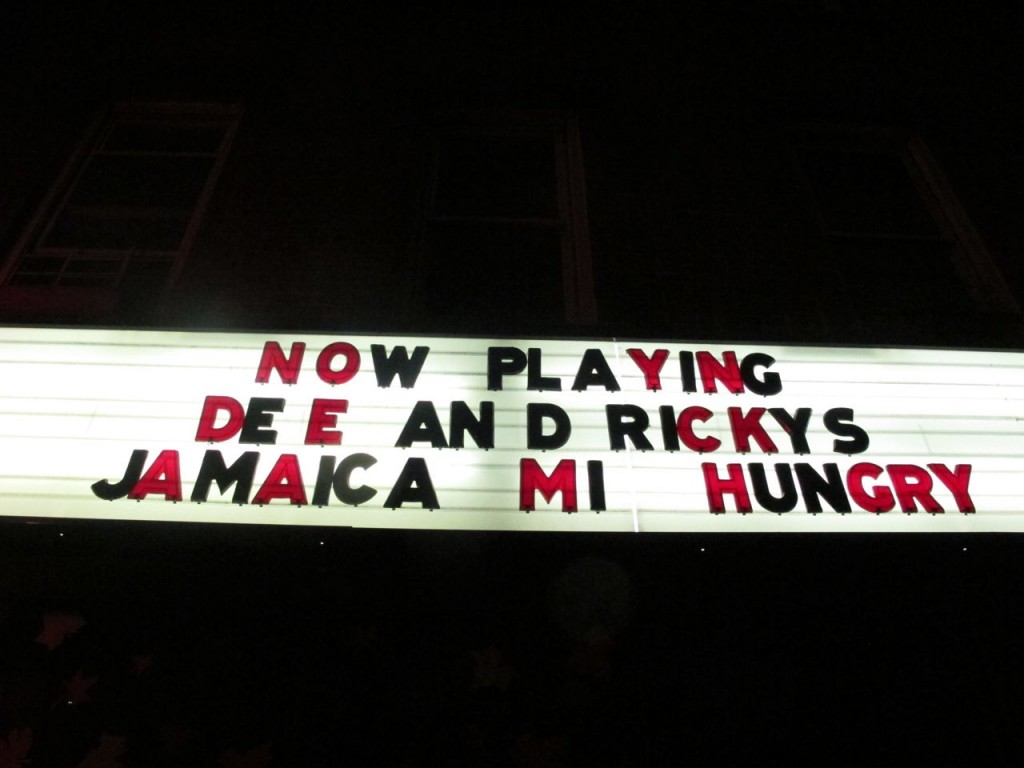 NOW PLAYING
DEE AND RICKYS
JAMAICA MI HUNGRY